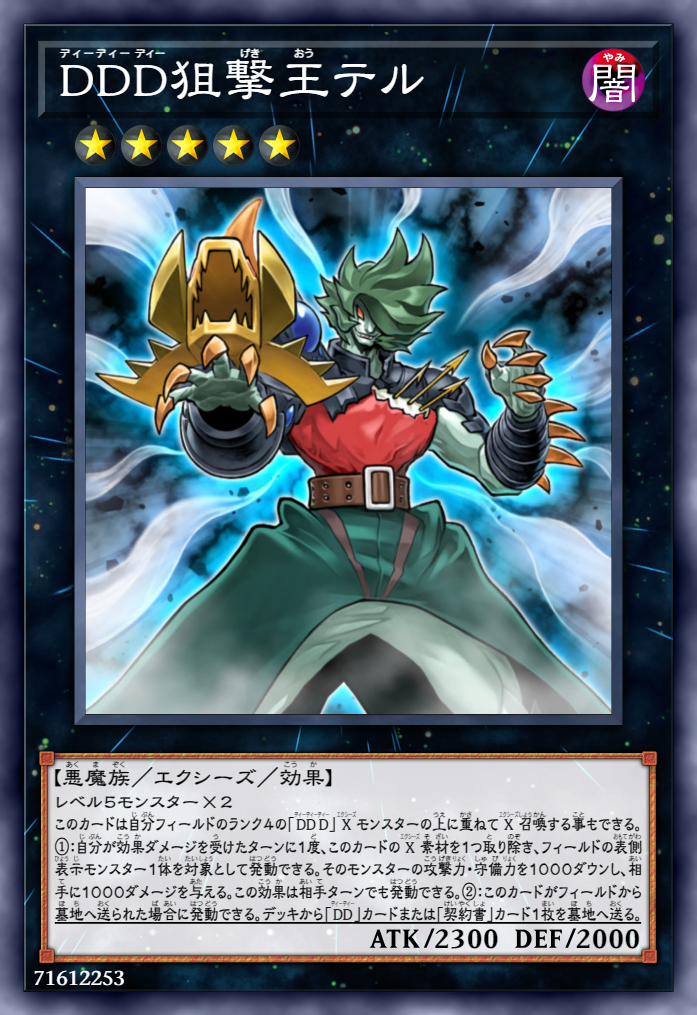 DDD狙撃王テル
闇
【悪魔族／エクシーズ／効果】
レベル5モンスター×2
このカードは自分フィールドのランク4の「DDD」Xモンスターの上に重ねてX召喚する事もできる。
①:自分が効果ダメージを受けたターンに1度、このカードのX素材を1つ取り除き、フィールドの表側
表示モンスター1体を対象として発動できる。そのモンスターの攻撃力・守備力を1000ダウンし、相
手に1000ダメージを与える。この効果は相手ターンでも発動できる。②:このカードがフィールドから
墓地へ送られた場合に発動できる。デッキから「DD」カードまたは「契約書」カード1枚を墓地へ送る。
ATK/2300 DEF/2000
71612253